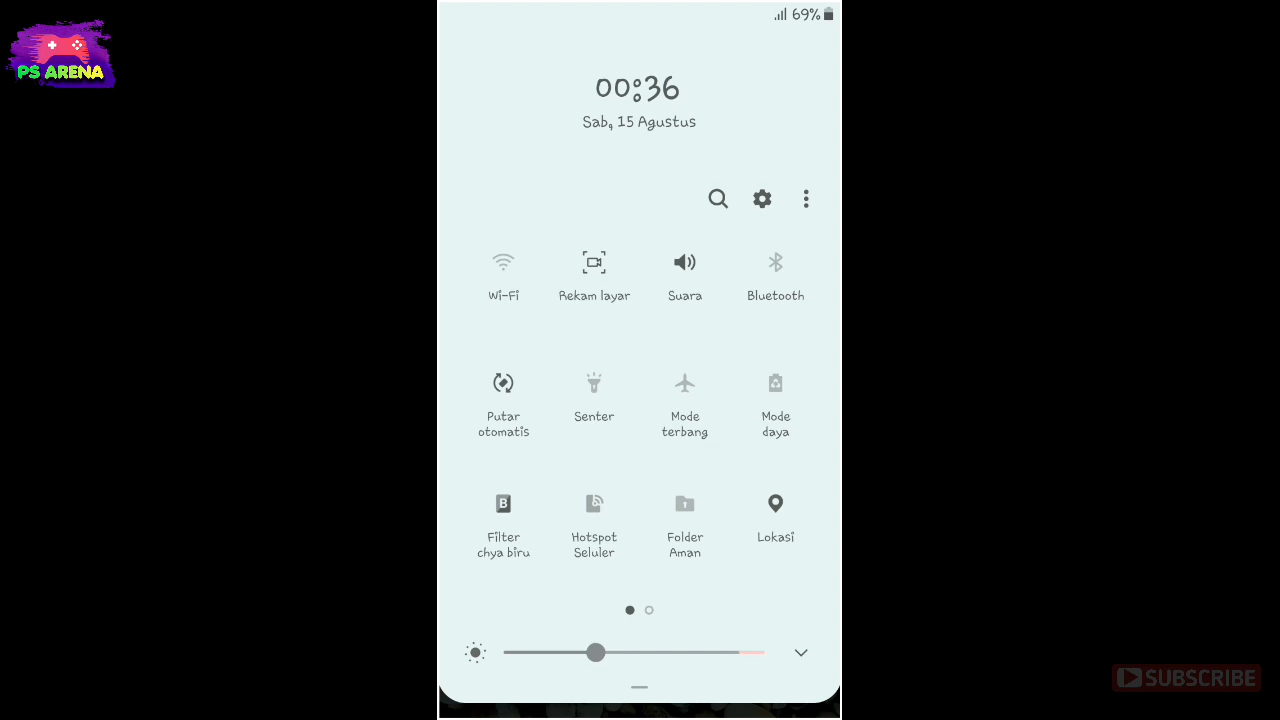 PS ARENA
69%
00:36
Sab, 15 Agustus
Wi-Fi
Rekam layar
Suara
Bluetooth
Putar
otomatis
Senter
Mode
terbang
Mode
daya
Filter
chya biru
Hotspot
Seluler
Folder
Aman
Lokasi
SUBSCRIBE